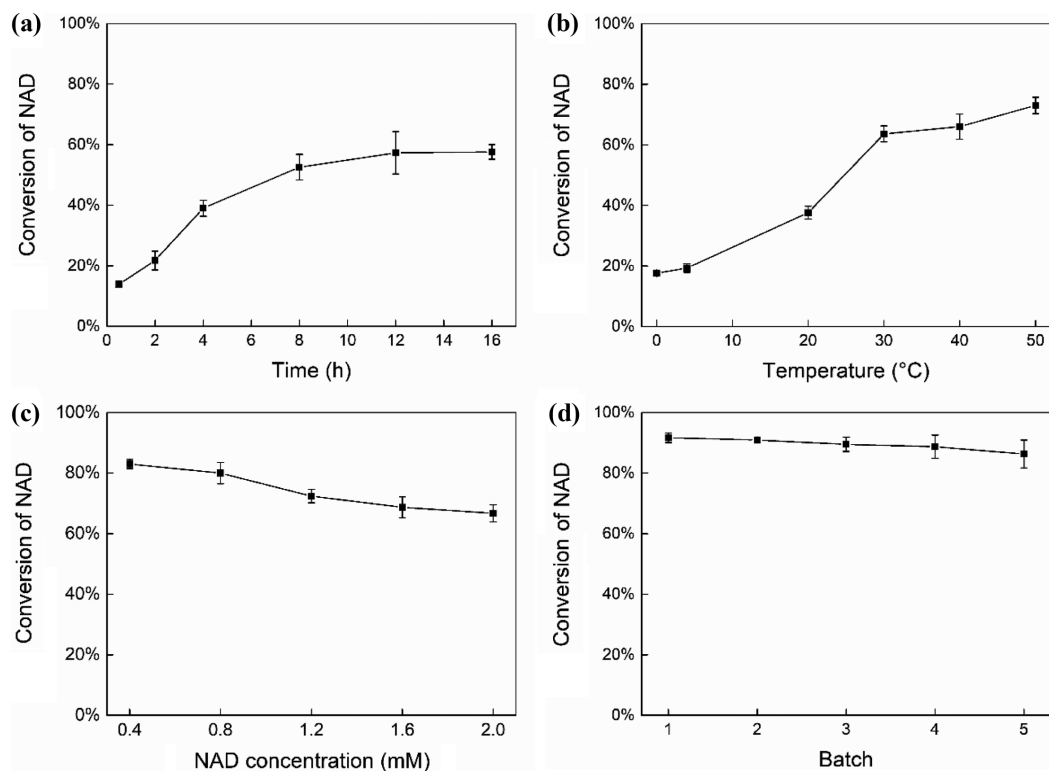 (a)
100%
80%
60%
40%
20%
0%
Conversion of NAD
0 2 4 6 8 10 12 14 16
Time (h)
(b)
100%
80%
60%
40%
20%
0%
Conversion of NAD
0 10 20 30 40 50
Temperature (°C)
(c)
100%
80%
60%
40%
20%
0%
Conversion of NAD
0.4 0.8 1.2 1.6 2.0
NAD concentration (mM)
(d)
100%
80%
60%
40%
20%
0%
Conversion of NAD
1 2 3 4 5
Batch